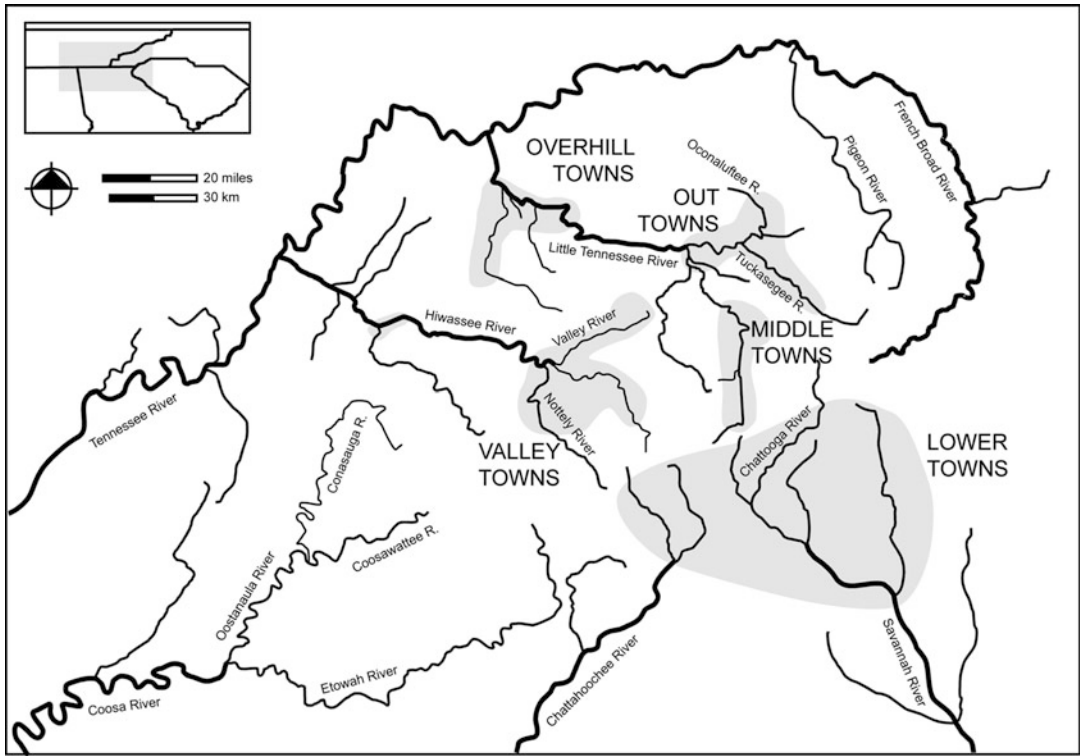 20 miles
30 km
OVERHILL
TOWNS
Oconaluftee R.
OUT
TOWNS
Pigeon River
French Broad River
Little Tennessee River
Tuckasegee R.
Hiwassee River
Valley River
MIDDLE
TOWNS
Tennessee River
Nottely River
Conasauga R.
VALLEY
TOWNS
Chattooga River
LOWER
TOWNS
Coosawattee R.
Oostanaula River
Etowah River
Coosa River
Chattahoochee River
Savannah River